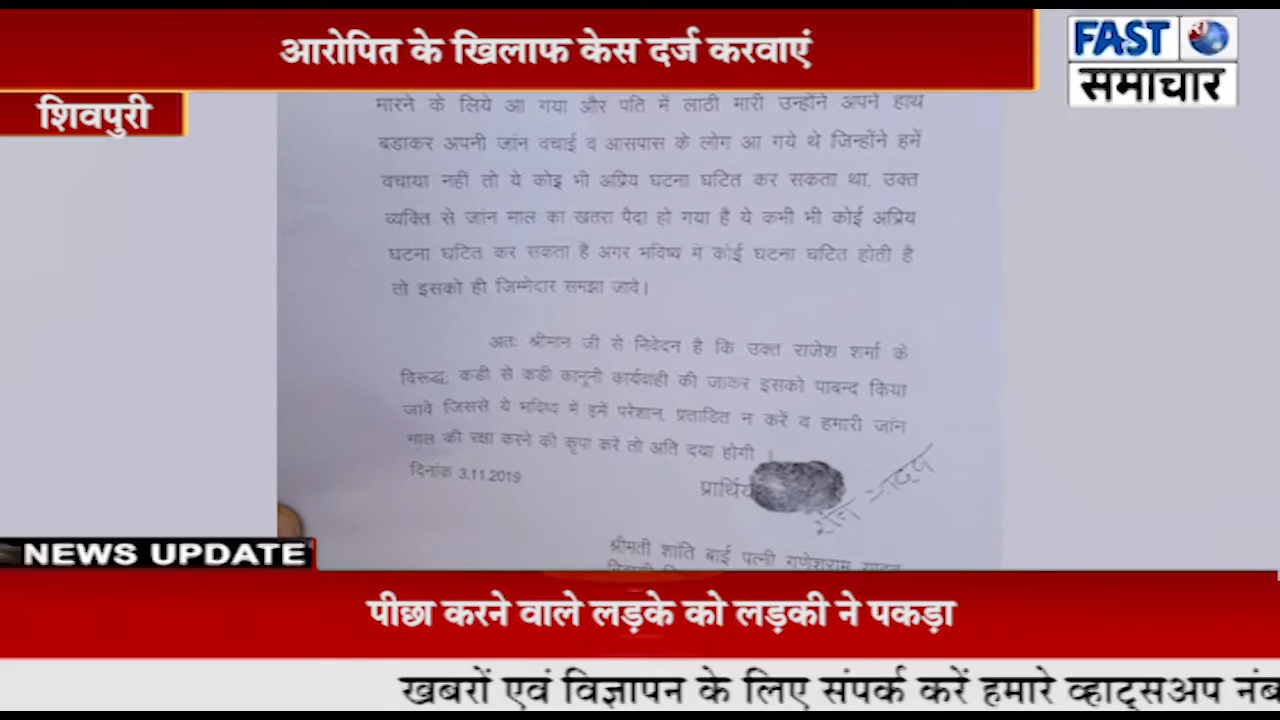 आरोपित के खिलाफ केस दर्ज करवाएं
FAST
समाचार
शिवपुरी
मारने के लिये आ गया और पति में लाठी मारी उन्होंने अपने हाथ
बडाकर अपनी जांन वचाई व आसपास के लोग आ गये थे जिन्होंने हमें
वचाया नहीं तो ये कोइ भी अप्रिय घटना घटित कर सकता था. उक्त
व्यक्ति से जांन माल का खतरा पैदा हो गया है ये कभी भी कोई अप्रिय
घटना घटित कर सकता है अगर भविष्य में कोई घटना घटित होती है
तो इसको ही जिम्मेदार समझा जावे।
अतः श्रीमान जी से निवेदन है कि उक्त राजेश शर्मा के
विरूद्ध, कडी से कडी कानूनी कार्यवाही की जाकर इसको पाबन्द किया
जावे जिससे ये भविष्य में हमें परेशान, प्रताडित न करें व हमारी जांन
माल की रक्षा करने की कृपा करें तो अति दया होगी ।
दिनांक 3.11.2019
श्रीमती शांति बाई पत्नी गणेशराम यादव
NEWS UPDATE
पीछा करने वाले लड़के को लड़की ने पकड़ा
खबरों एवं विज्ञापन के लिए संपर्क करें हमारे व्हाट्सअप नंब